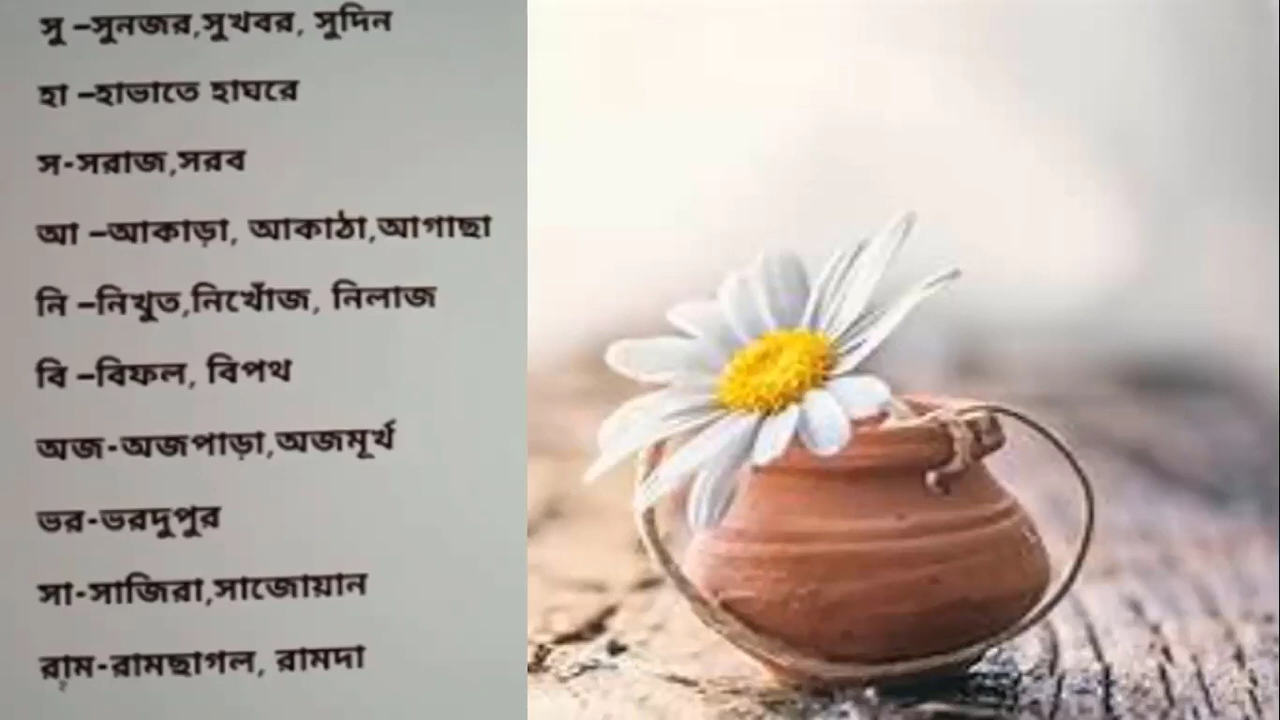 সু –সুনজর,সুখবর, সুদিন
হা –হাভাতে হাঘরে
স-সরাজ,সরব
আ –আকাড়া, আকাঠা,আগাছা
নি –নিখুত,নিখোঁজ, নিলাজ
বি –বিফল, বিপথ
অজ-অজপাড়া,অজমূর্খ
ভর-ভরদুপুর
সা-সাজিরা,সাজোয়ান
রাম-রামছাগল, রামদা